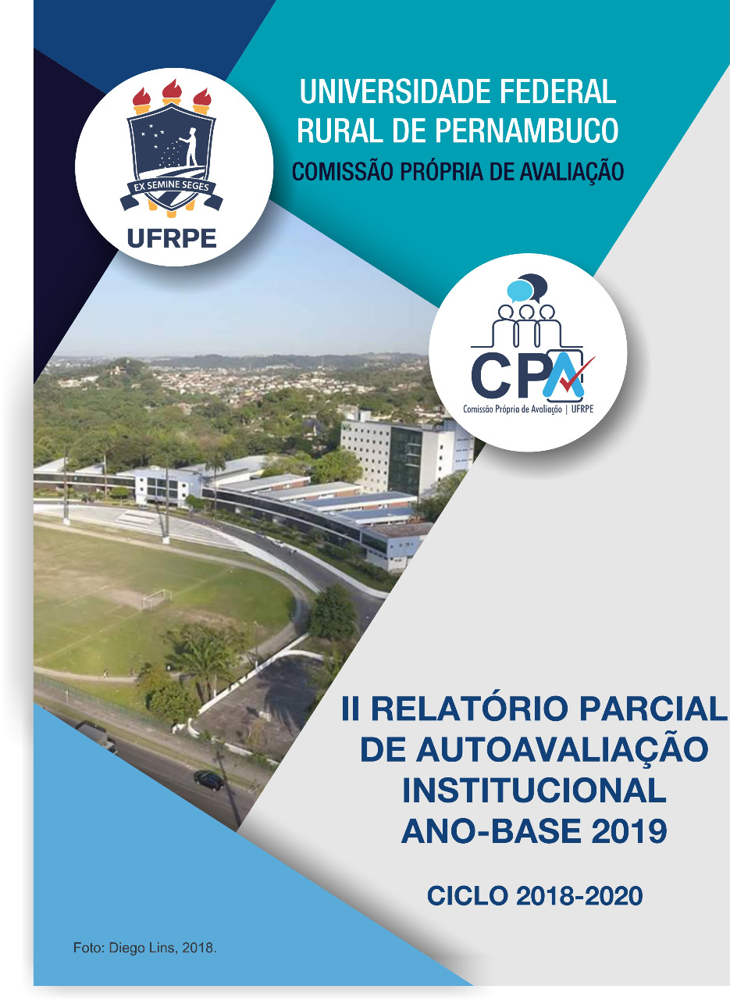 UNIVERSIDADE FEDERAL
RURAL DE PERNAMBUCO
COMISSÃO PRÓPRIA DE AVALIAÇÃO
EX SEMINE SEGES
UFRPE
CPA
Comissão Própria de Avaliação | UFRPE
II RELATÓRIO PARCIAL
DE AUTOAVALIAÇÃO
INSTITUCIONAL
ANO-BASE 2019
CICLO 2018-2020
Foto: Diego Lins, 2018.